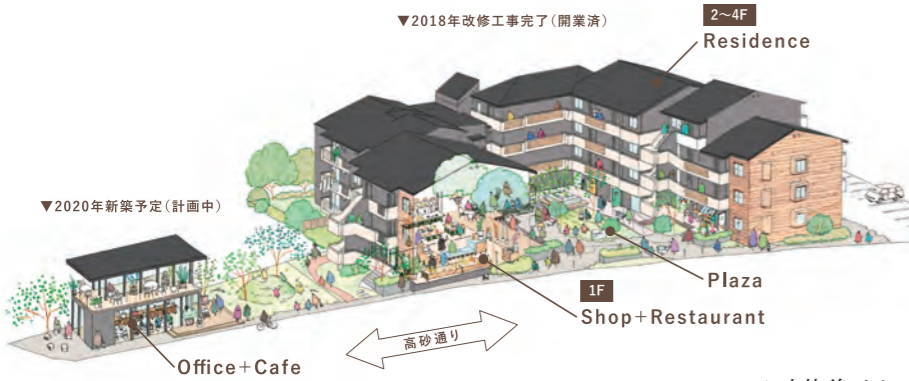 ▼2018年改修工事完了(開業済)
2〜4F
Residence
▼2020年新築予定(計画中)
Plaza
1F
Shop+Restaurant
高砂通り
Office+Cafe